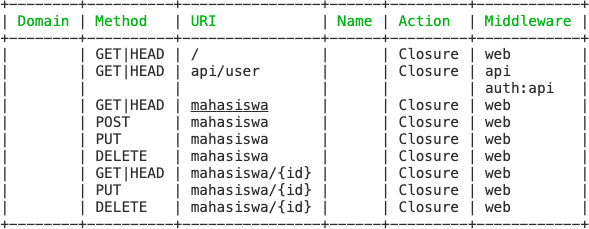 +--------+----------+----------------+------+---------+------------+
| Domain | Method   | URI            | Name | Action  | Middleware |
+--------+----------+----------------+------+---------+------------+
|        | GET|HEAD | /              |      | Closure | web        |
|        | GET|HEAD | api/user       |      | Closure | api        |
|        |          |                |      |         | auth:api   |
|        | GET|HEAD | mahasiswa      |      | Closure | web        |
|        | POST     | mahasiswa      |      | Closure | web        |
|        | PUT      | mahasiswa      |      | Closure | web        |
|        | DELETE   | mahasiswa      |      | Closure | web        |
|        | GET|HEAD | mahasiswa/{id} |      | Closure | web        |
|        | PUT      | mahasiswa/{id} |      | Closure | web        |
|        | DELETE   | mahasiswa/{id} |      | Closure | web        |
+--------+----------+----------------+------+---------+------------+